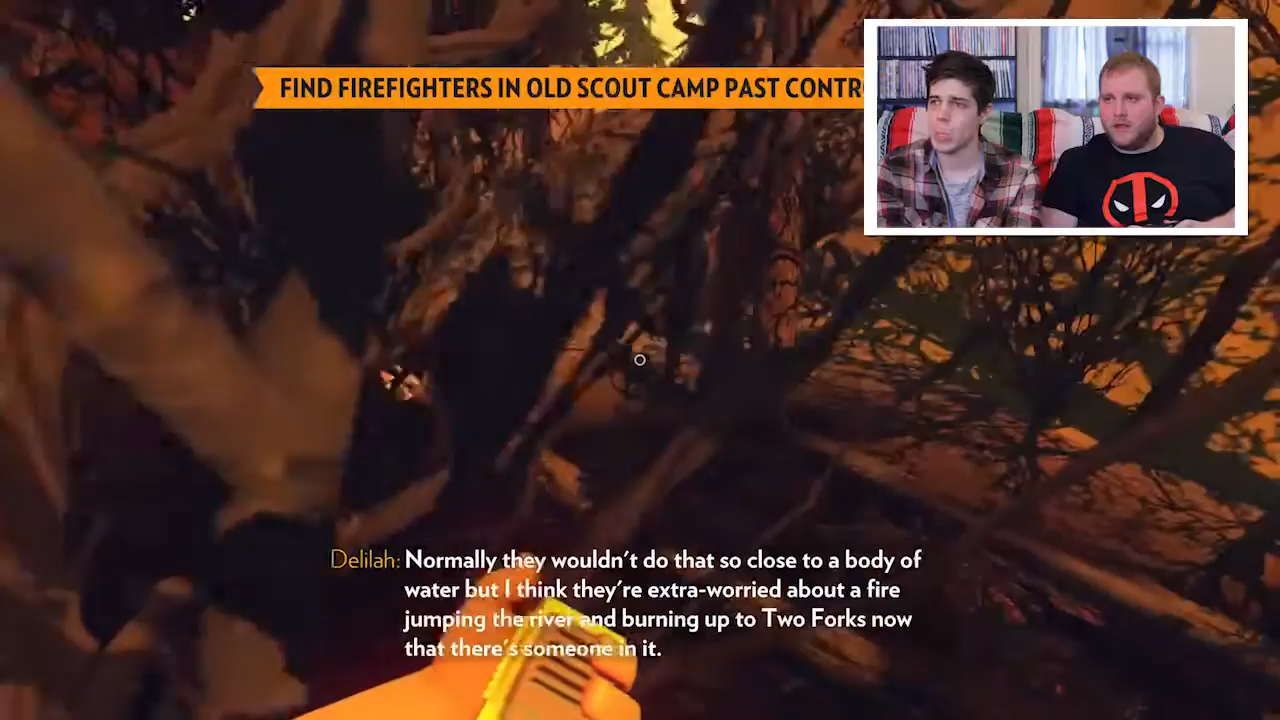 FIND FIREFIGHTERS IN OLD SCOUT CAMP PAST CONTR
Delilah: Normally they wouldn't do that so close to a body of
water but I think they're extra-worried about a fire
jumping the river and burning up to Two Forks now
that there's someone in it.